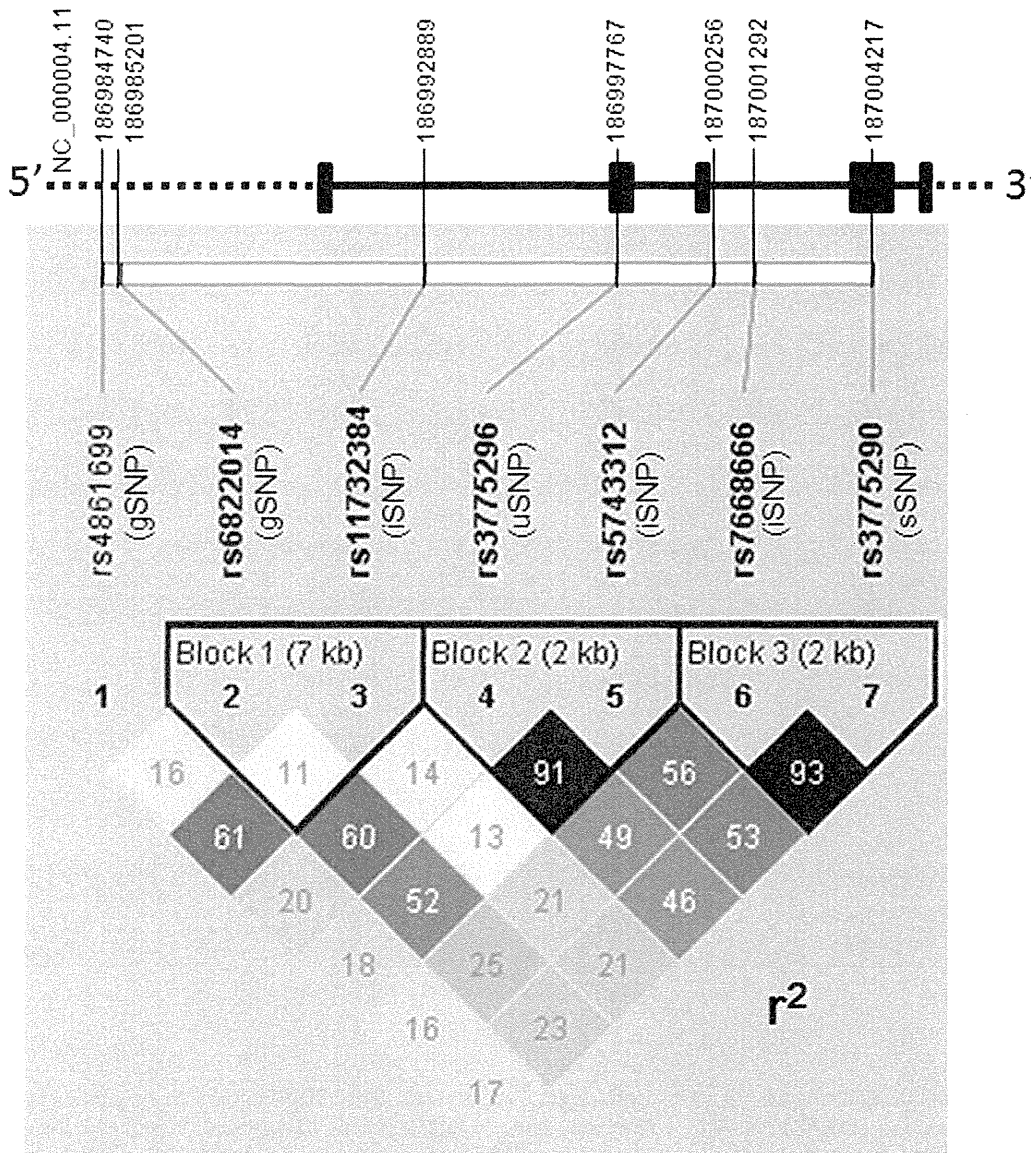 NC_000004.11
186984740
186985201
186992889
186997767
187000256
187001292
187004217
5' 3'
rs4861699
(gSNP)
rs6822014
(gSNP)
rs11732384
(iSNP)
rs3775296
(uSNP)
rs5743312
(iSNP)
rs7668666
(iSNP)
rs3775290
(sSNP)
Block 1 (7 kb) Block 2 (2 kb) Block 3 (2 kb)
1 2 3 4 5 6 7
16 11 14 91 56 93
61 60 13 49 53
20 52 21 46
18 25 21
16 23
17
r²